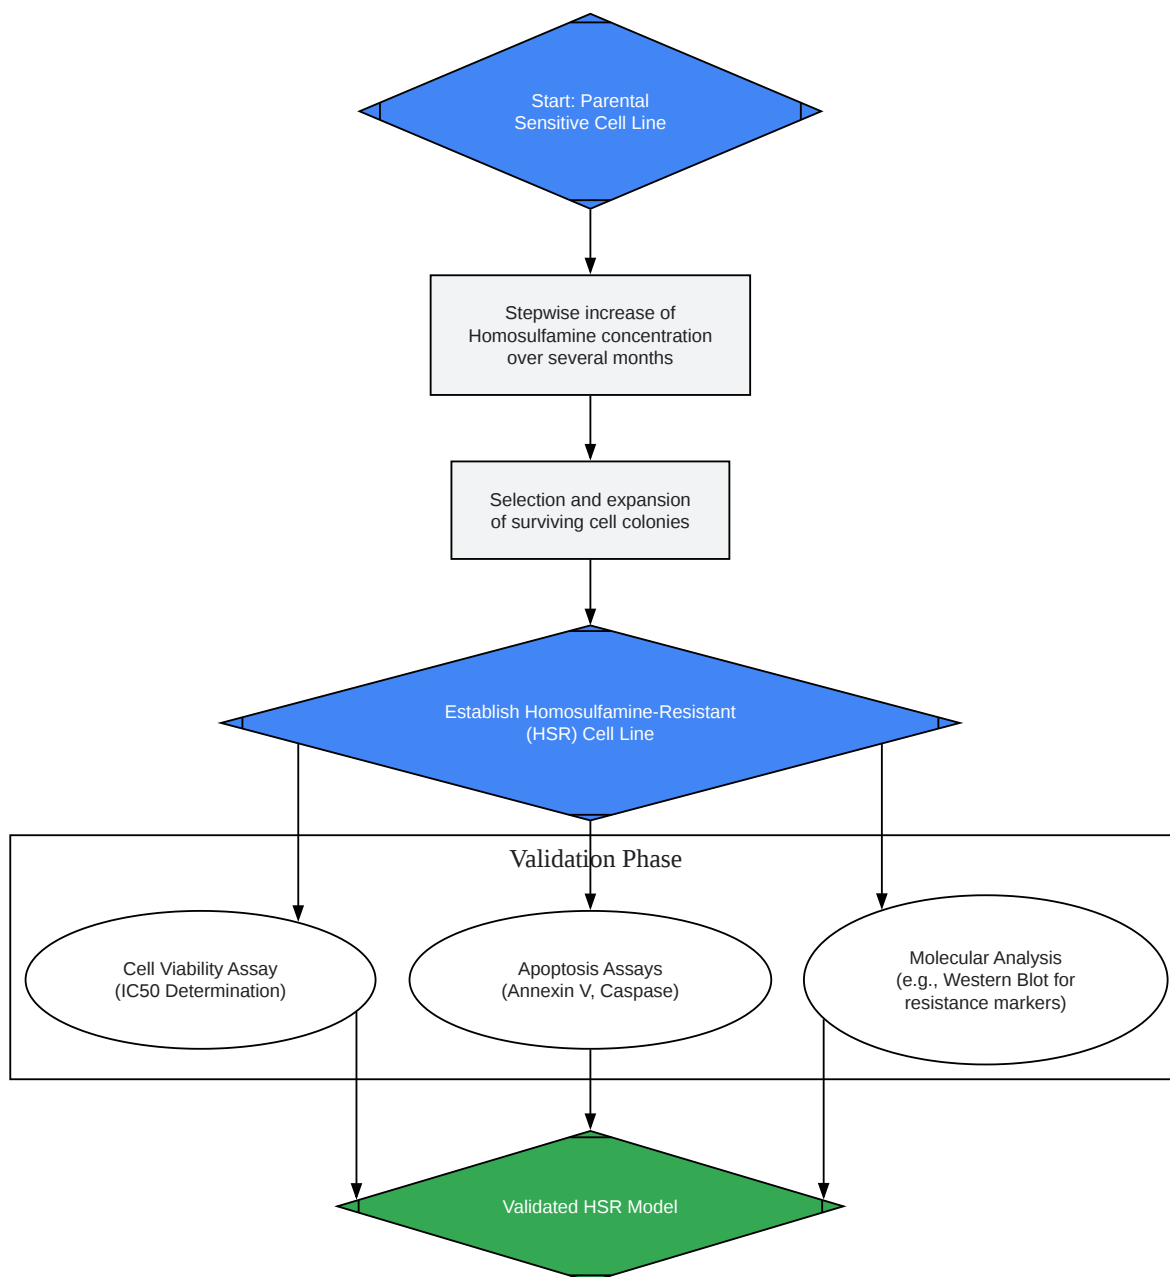 Start: Parental
Sensitive Cell Line
Stepwise increase of
Homosulfamine concentration
over several months
Selection and expansion
of surviving cell colonies
Establish Homosulfamine-Resistant
(HSR) Cell Line
Validation Phase
Cell Viability Assay
(IC50 Determination)
Apoptosis Assays
(Annexin V, Caspase)
Molecular Analysis
(e.g., Western Blot for
resistance markers)
Validated HSR Model